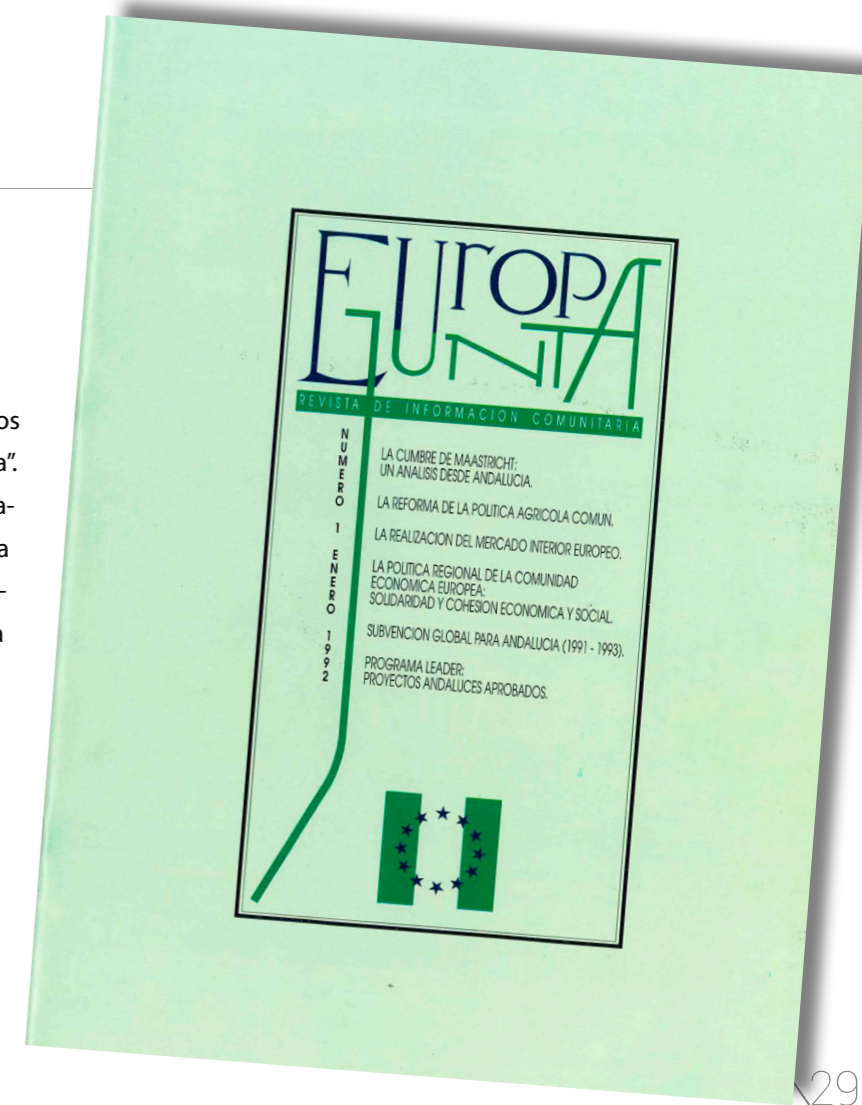 os
a”.
a-
a
-
a
EUrOPA
JUNTA
REVISTA DE INFORMACION COMUNITARIA
NUMERO 1 ENERO 1992
LA CUMBRE DE MAASTRICHT:
UN ANALISIS DESDE ANDALUCIA.
LA REFORMA DE LA POLITICA AGRICOLA COMUN.
LA REALIZACION DEL MERCADO INTERIOR EUROPEO.
LA POLITICA REGIONAL DE LA COMUNIDAD
ECONOMICA EUROPEA:
SOLIDARIDAD Y COHESION ECONOMICA Y SOCIAL.
SUBVENCION GLOBAL PARA ANDALUCIA (1991 - 1993).
PROGRAMA LEADER:
PROYECTOS ANDALUCES APROBADOS.
29